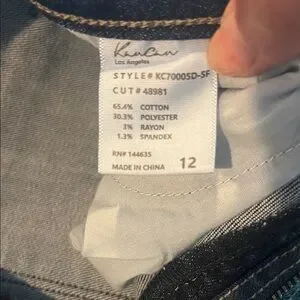 KanCan
Los Angeles
STYLE# KC70005D-SF
CUT# 48981
65.4% COTTON
30.3% POLYESTER
3% RAYON
1.3% SPANDEX
RN# 144635
MADE IN CHINA
12